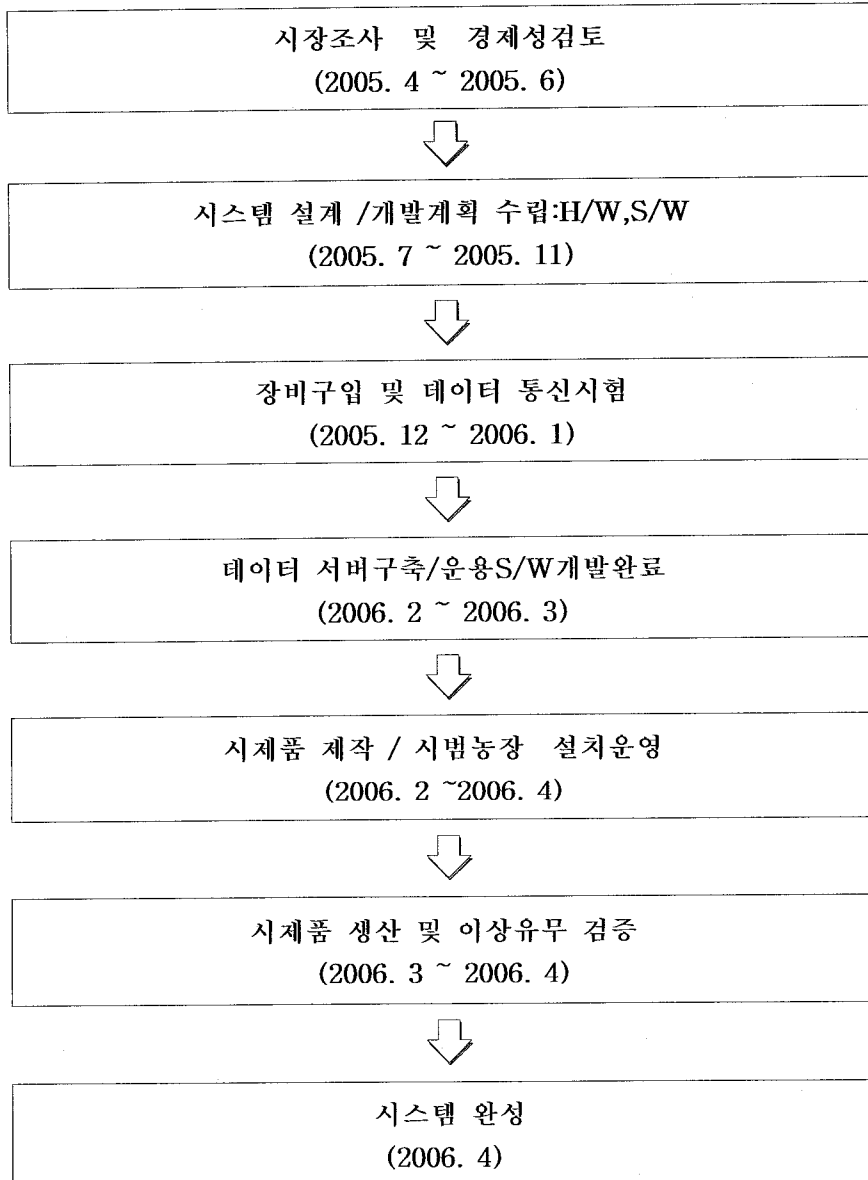 시장조사 및 경제성검토
(2005. 4 ~ 2005. 6)
시스템 설계 /개발계획 수립:H/W,S/W
(2005. 7 ~ 2005. 11)
장비구입 및 데이터 통신시험
(2005. 12 ~ 2006. 1)
데이터 서버구축/운용S/W개발완료
(2006. 2 ~ 2006. 3)
시제품 제작 / 시범농장 설치운영
(2006. 2 ~2006. 4)
시제품 생산 및 이상유무 검증
(2006. 3 ~ 2006. 4)
시스템 완성
(2006. 4)